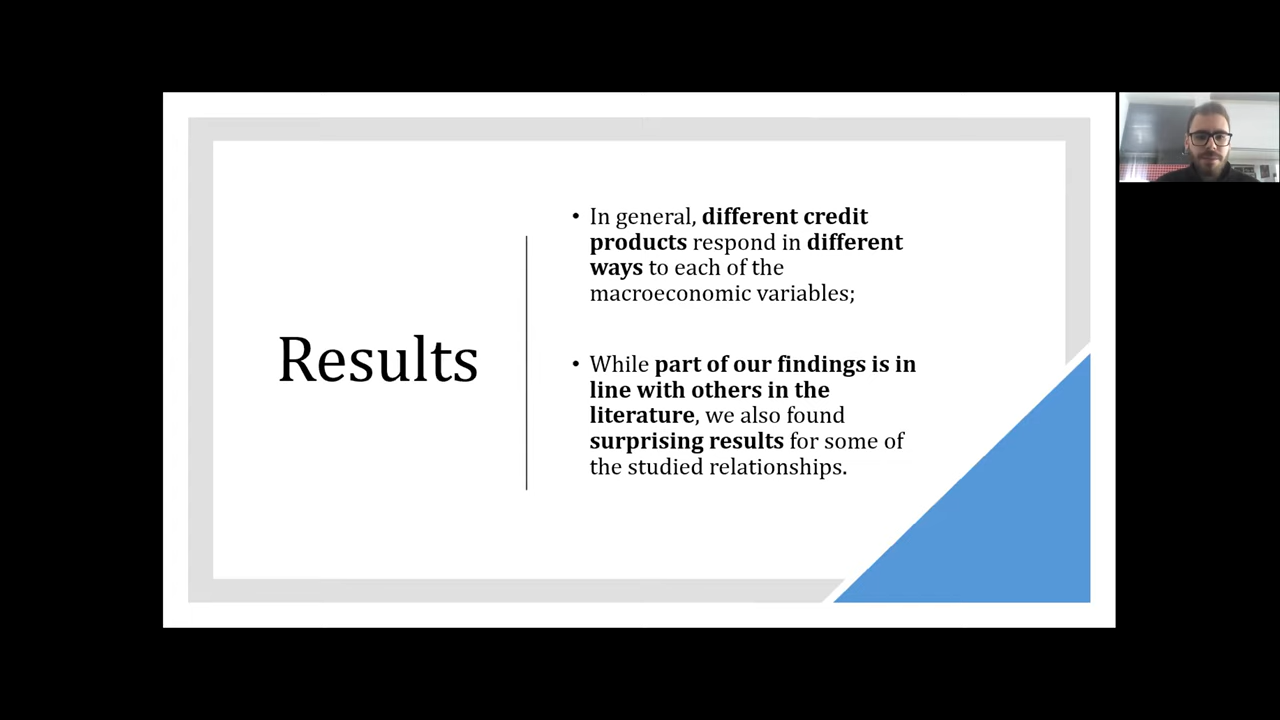 Results
• In general, different credit
products respond in different
ways to each of the
macroeconomic variables;
• While part of our findings is in
line with others in the
literature, we also found
surprising results for some of
the studied relationships.